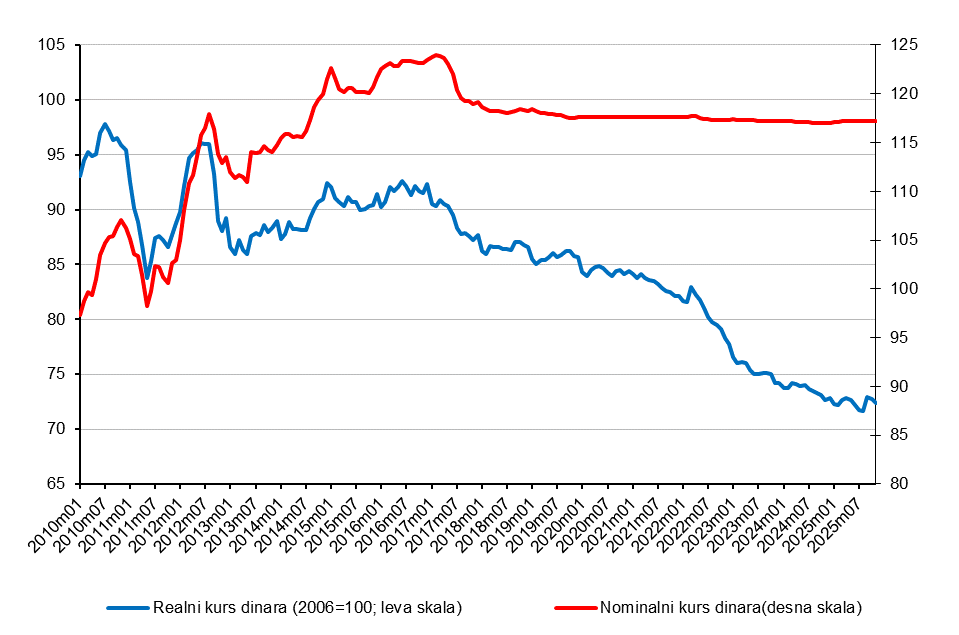 105
100
95
90
85
80
75
70
65
125
120
115
110
105
100
95
90
85
80
2010m01
2010m07
2011m01
2011m07
2012m01
2012m07
2013m01
2013m07
2014m01
2014m07
2015m01
2015m07
2016m01
2016m07
2017m01
2017m07
2018m01
2018m07
2019m01
2019m07
2020m01
2020m07
2021m01
2021m07
2022m01
2022m07
2023m01
2023m07
2024m01
2024m07
2025m01
2025m07
Realni kurs dinara (2006=100; leva skala)
Nominalni kurs dinara(desna skala)